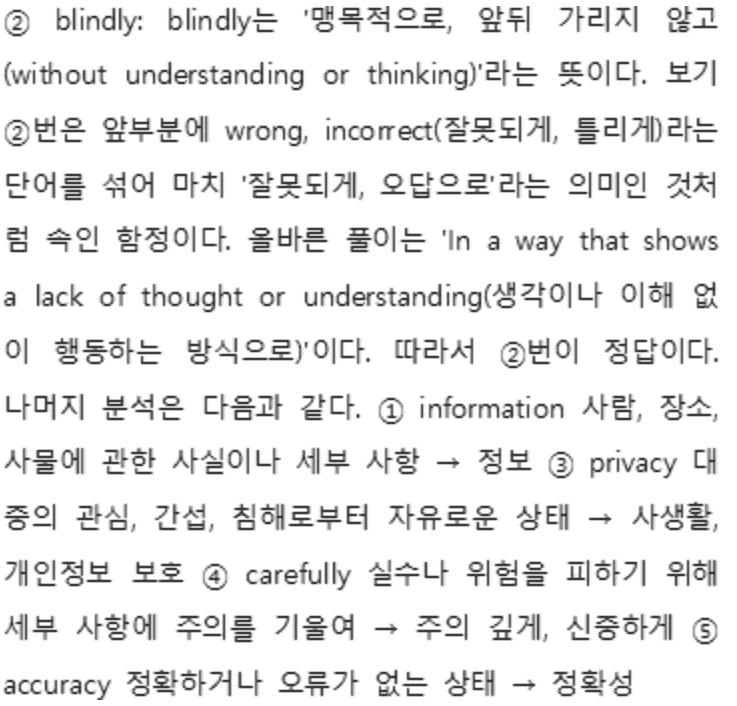 ② blindly: blindly는 '맹목적으로, 앞뒤 가리지 않고
(without understanding or thinking)'라는 뜻이다. 보기
②번은 앞부분에 wrong, incorrect(잘못되게, 틀리게)라는
단어를 섞어 마치 '잘못되게, 오답으로'라는 의미인 것처
럼 속인 함정이다. 올바른 풀이는 'In a way that shows
a lack of thought or understanding(생각이나 이해 없
이 행동하는 방식으로)'이다. 따라서 ②번이 정답이다.
나머지 분석은 다음과 같다. ① information 사람, 장소,
사물에 관한 사실이나 세부 사항 → 정보 ③ privacy 대
중의 관심, 간섭, 침해로부터 자유로운 상태 → 사생활,
개인정보 보호 ④ carefully 실수나 위험을 피하기 위해
세부 사항에 주의를 기울여 → 주의 깊게, 신중하게 ⑤
accuracy 정확하거나 오류가 없는 상태 → 정확성